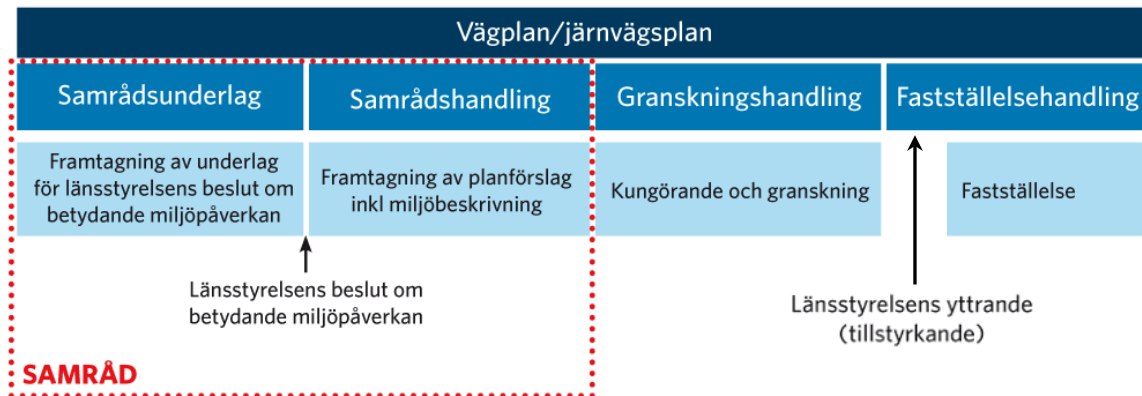 Vägplan/järnvägsplan
Samrådsunderlag
Samrådshandling
Granskningshandling
Fastställelsehandling
Framtagning av underlag
för länsstyrelsens beslut om
betydande miljöpåverkan
Framtagning av planförslag
inkl miljöbeskrivning
Kungörande och granskning
Fastställelse
Länsstyrelsens beslut om
betydande miljöpåverkan
Länsstyrelsens yttrande
(tillstyrkande)
SAMRÅD